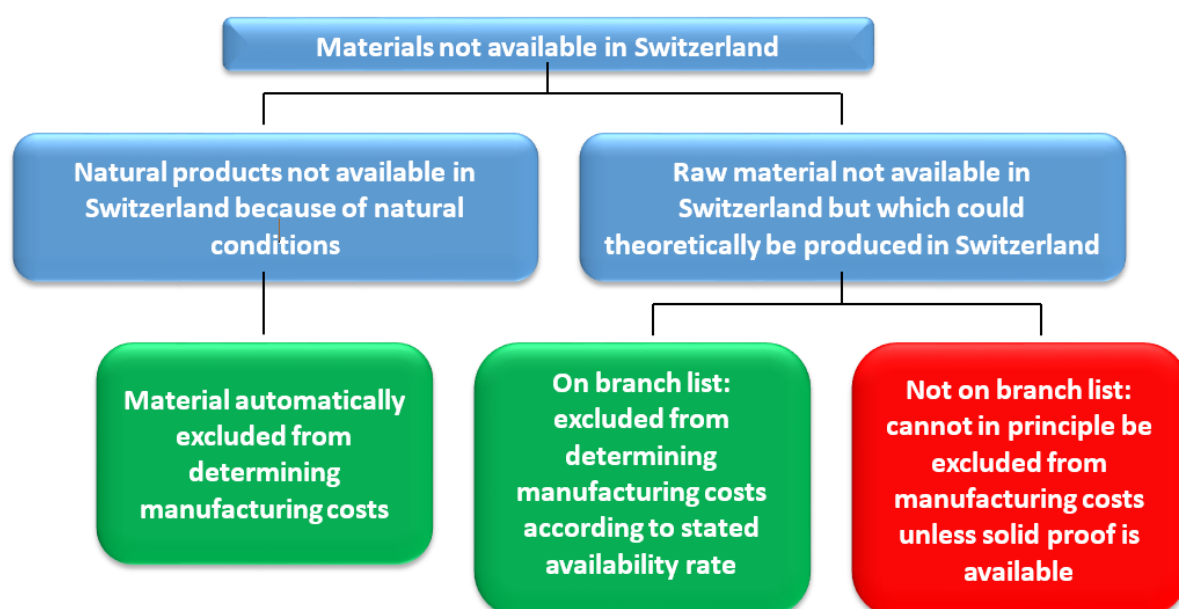 Materials not available in Switzerland
Natural products not available in
Switzerland because of natural
conditions
Raw material not available in
Switzerland but which could
theoretically be produced in Switzerland
Material automatically
excluded from
determining
manufacturing costs
On branch list:
excluded from
determining
manufacturing costs
according to stated
availability rate
Not on branch list:
cannot in principle be
excluded from
manufacturing costs
unless solid proof is
available